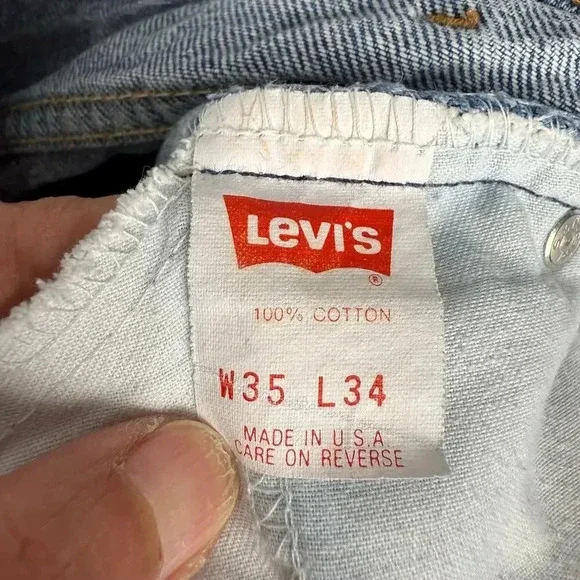 Levi's
®
100% COTTON
W35 L34
MADE IN U S.A
CARE ON REVERSE